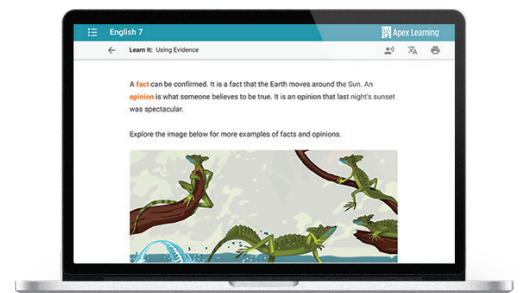 English 7
Apex Learning
Learn It: Using Evidence
A fact can be confirmed. It is a fact that the Earth moves around the Sun. An
opinion is what someone believes to be true. It is an opinion that last night's sunset
was spectacular.
Explore the image below for more examples of facts and opinions.